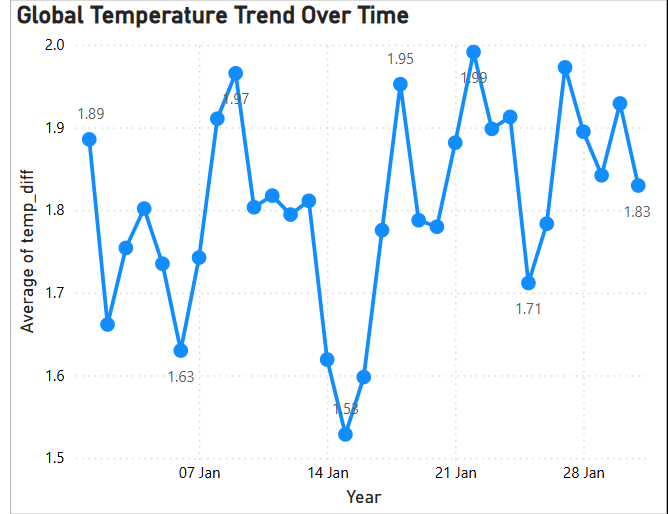 Global Temperature Trend Over Time
2.0
1.9
1.8
1.7
1.6
1.5
Average of temp_diff
1.89
1.63
1.97
1.53
1.95
1.99
1.71
1.83
07 Jan
14 Jan
21 Jan
28 Jan
Year